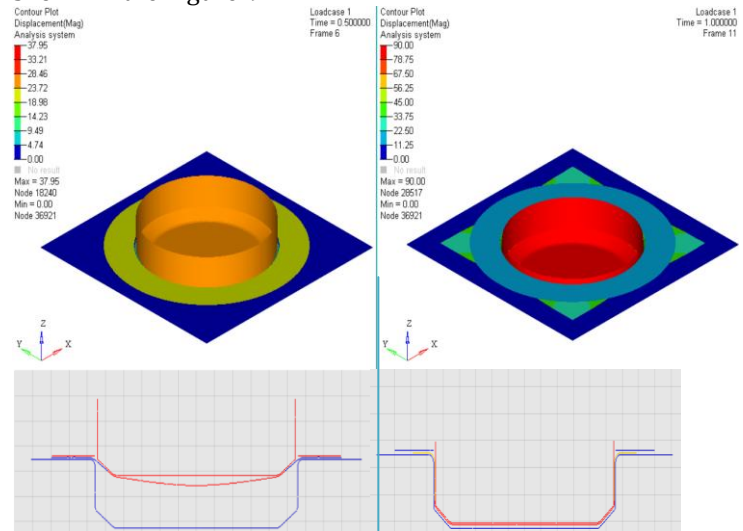 Contour Plot
Displacement(Mag)
Analysis system
37.95
33.21
28.46
23.72
18.98
14.23
9.49
4.74
0.00
No result
Max = 37.95
Node 18240
Min = 0.00
Node 36921
Loadcase 1
Time = 0.500000
Frame 6
Z
Y
X
Contour Plot
Displacement(Mag)
Analysis system
90.00
78.75
67.50
56.25
45.00
33.75
22.50
11.25
0.00
No result
Max = 90.00
Node 28517
Min = 0.00
Node 36921
Loadcase 1
Time = 1.000000
Frame 11
Z
Y
X